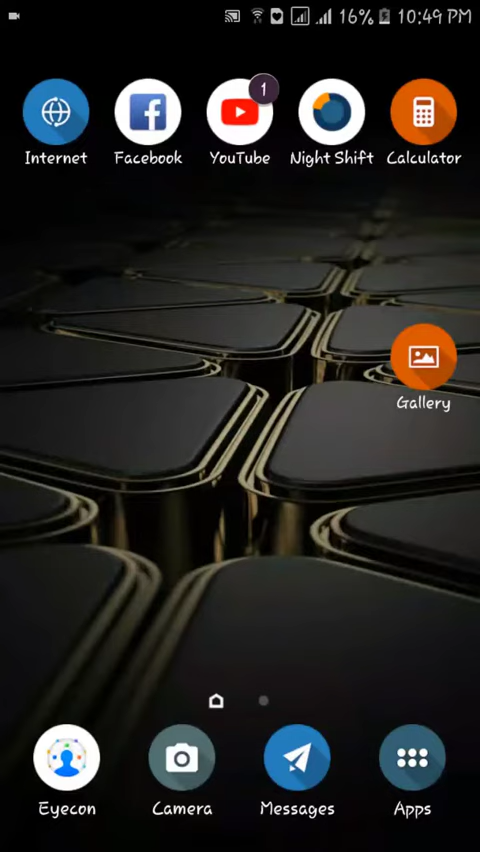 16% 10:49 PM
1
Internet Facebook YouTube Night Shift Calculator
Gallery
Eyecon Camera Messages Apps